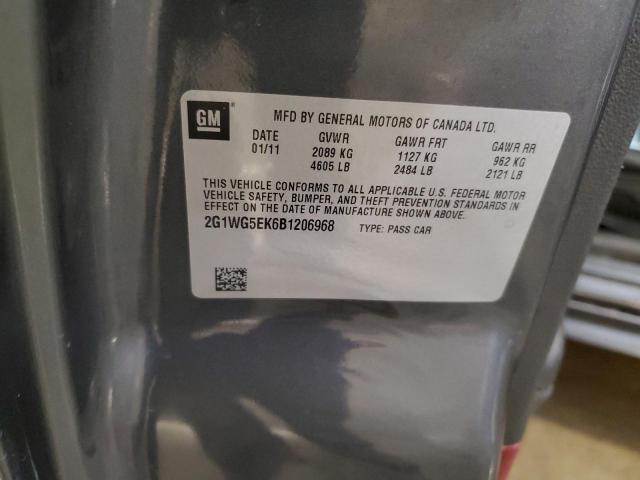 GM
MFD BY GENERAL MOTORS OF CANADA LTD.
DATE GVWR GAWR FRT GAWR RR
01/11 2089 KG 1127 KG 962 KG
4605 LB 2484 LB 2121 LB
THIS VEHICLE CONFORMS TO ALL APPLICABLE U.S. FEDERAL MOTOR
VEHICLE SAFETY, BUMPER, AND THEFT PREVENTION STANDARDS IN
EFFECT ON THE DATE OF MANUFACTURE SHOWN ABOVE.
2G1WG5EK6B1206968 TYPE: PASS CAR